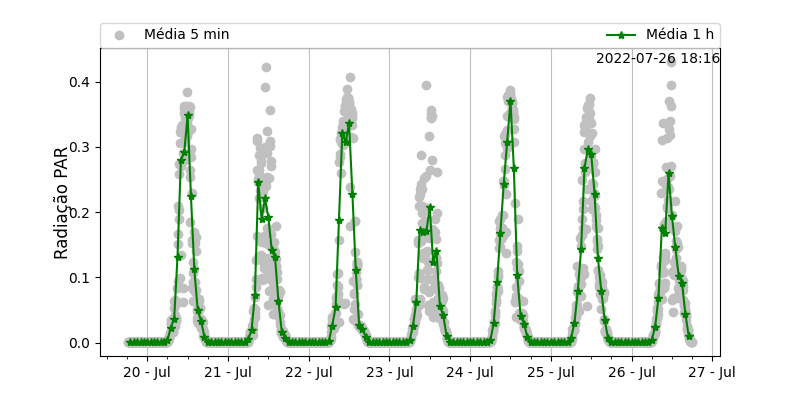 Média 5 min
Média 1 h
2022-07-26 18:16
Radiação PAR
0.4
0.3
0.2
0.1
0.0
20 - Jul
21 - Jul
22 - Jul
23 - Jul
24 - Jul
25 - Jul
26 - Jul
27 - Jul